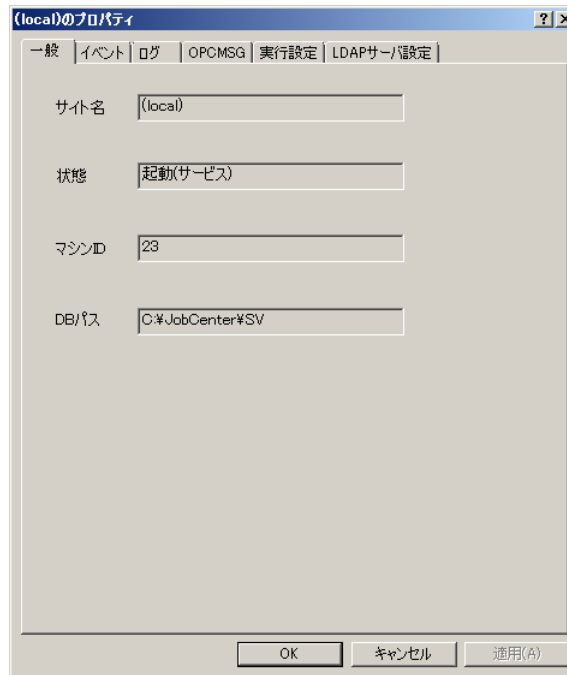 (local)のプロパティ
一般 イベント ログ OPCMSG 実行設定 LDAPサーバ設定
サイト名 (local)
状態 起動(サービス)
マシンID 23
DBパス C:¥JobCenter¥SV
OK キャンセル 適用(A)